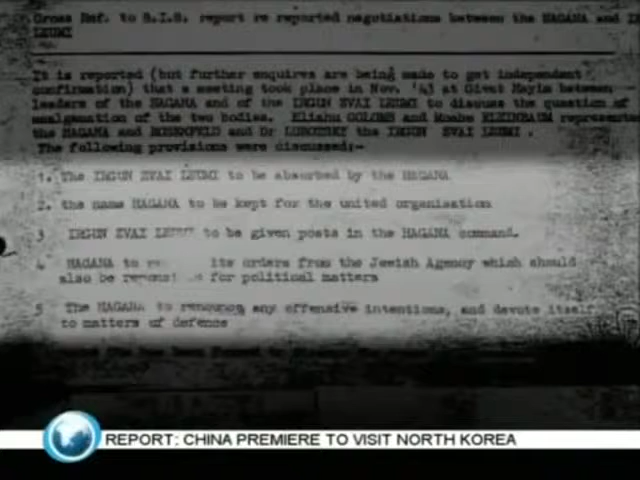 Cross Ref. to S.I.S. report re reported negotiations between the HAGANA and I
LEUMI
It is reported (but further enquires are being made to get independent
confirmation) that a meeting took place in Nov. '43 at Givat Hayim between
leaders of the HAGANA and of the IRGUN ZVAI LEUMI to discuss the question of
amalgamation of the two bodies. Eliahu GOLOMB and Moshe KLEINBAUM represent
the HAGANA and ROSENFELD and Dr LUBOTSKY the IRGUN ZVAI LEUMI.
The following provisions were discussed:-
1. The IRGUN ZVAI LEUMI to be absorbed by the HAGANA
2. the name HAGANA to be kept for the united organisation
3 IRGUN ZVAI LEUMI to be given posts in the HAGANA command.
4 HAGANA to its orders from the Jewish Agency which should
also be for political matters
5 The HAGANA to renounce any offensive intentions, and devote itself
to matters of defense
REPORT: CHINA PREMIERE TO VISIT NORTH KOREA